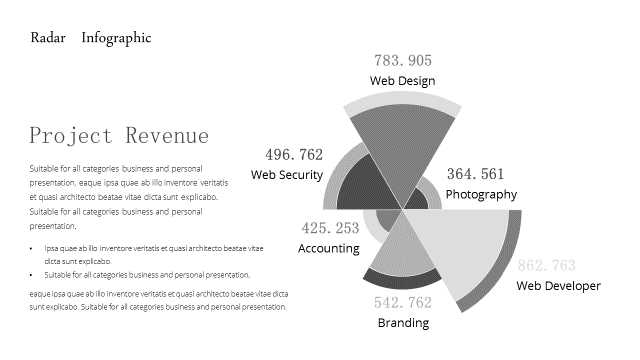 Radar Infographic
Project Revenue
Suitable for all categories business and personal
presentation, eaque ipsa quae ab illo inventore veritatis
et quasi architecto beatae vitae dicta sunt explicabo.
Suitable for all categories business and personal
presentation.
• Ipsa quae ab illo inventore veritatis et quasi architecto beatae vitae
dicta sunt explicabo.
• Suitable for all categories business and personal presentation,
eaque ipsa quae ab illo inventore veritatis et quasi architecto beatae vitae dicta
sunt explicabo. Suitable for all categories business and personal presentation.
783.905
Web Design
496.762
Web Security
364.561
Photography
425.253
Accounting
862.763
Web Developer
542.762
Branding